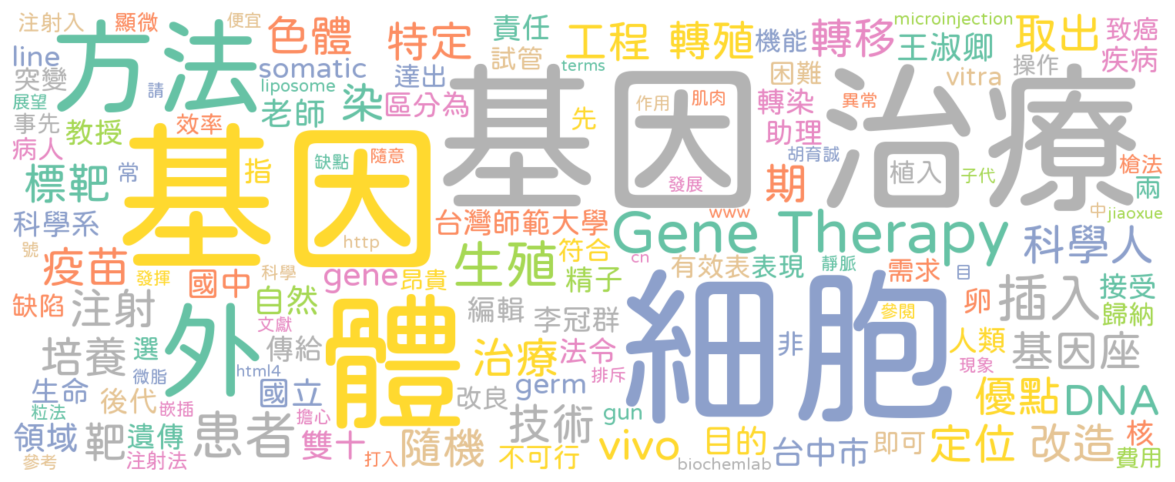 注射入 顯微 便宜 色體 特定 責任 工程 轉殖 機能 轉移 microinjection 取出 致癌
line 方法 somatic 達出 試管 terms 困難 王淑卿 vitra 操作 疾病
突變 liposome
展望 請 老師 染 區分為 基因治療 作用 肌肉 轉染 異常
事先 教授 效率 先 助理
病人 基因 缺點 隨意 胡育誠 植入 子代 槍法
標靶 常 指 發展 期 兩
科學系 http 台灣師範大學 www 中 jiaoxue
號 Gene Therapy 科學人
疫苗 發揮 國中 科學 gene 昂貴 生殖 符合 cn 有效表 表現 靜脈 需求 目
缺陷 注射 自然 精子 細胞 卵 插入 接受
文獻 外 體 編輯 李冠群 參閱 歸納
培養 選 傳給 治療 法令 非 人類 基因座
生命 微脂 html4 國立 排斥 現象
粒法 後代 嵌插 擔心 改良 germ gun 優點 DNA
領域 靶 遺傳 患者 雙十 隨機 技術 vivo 目的 台中市 即可 定位 改造 核
參考 注射法 打入 不可行 biochemlab 費用